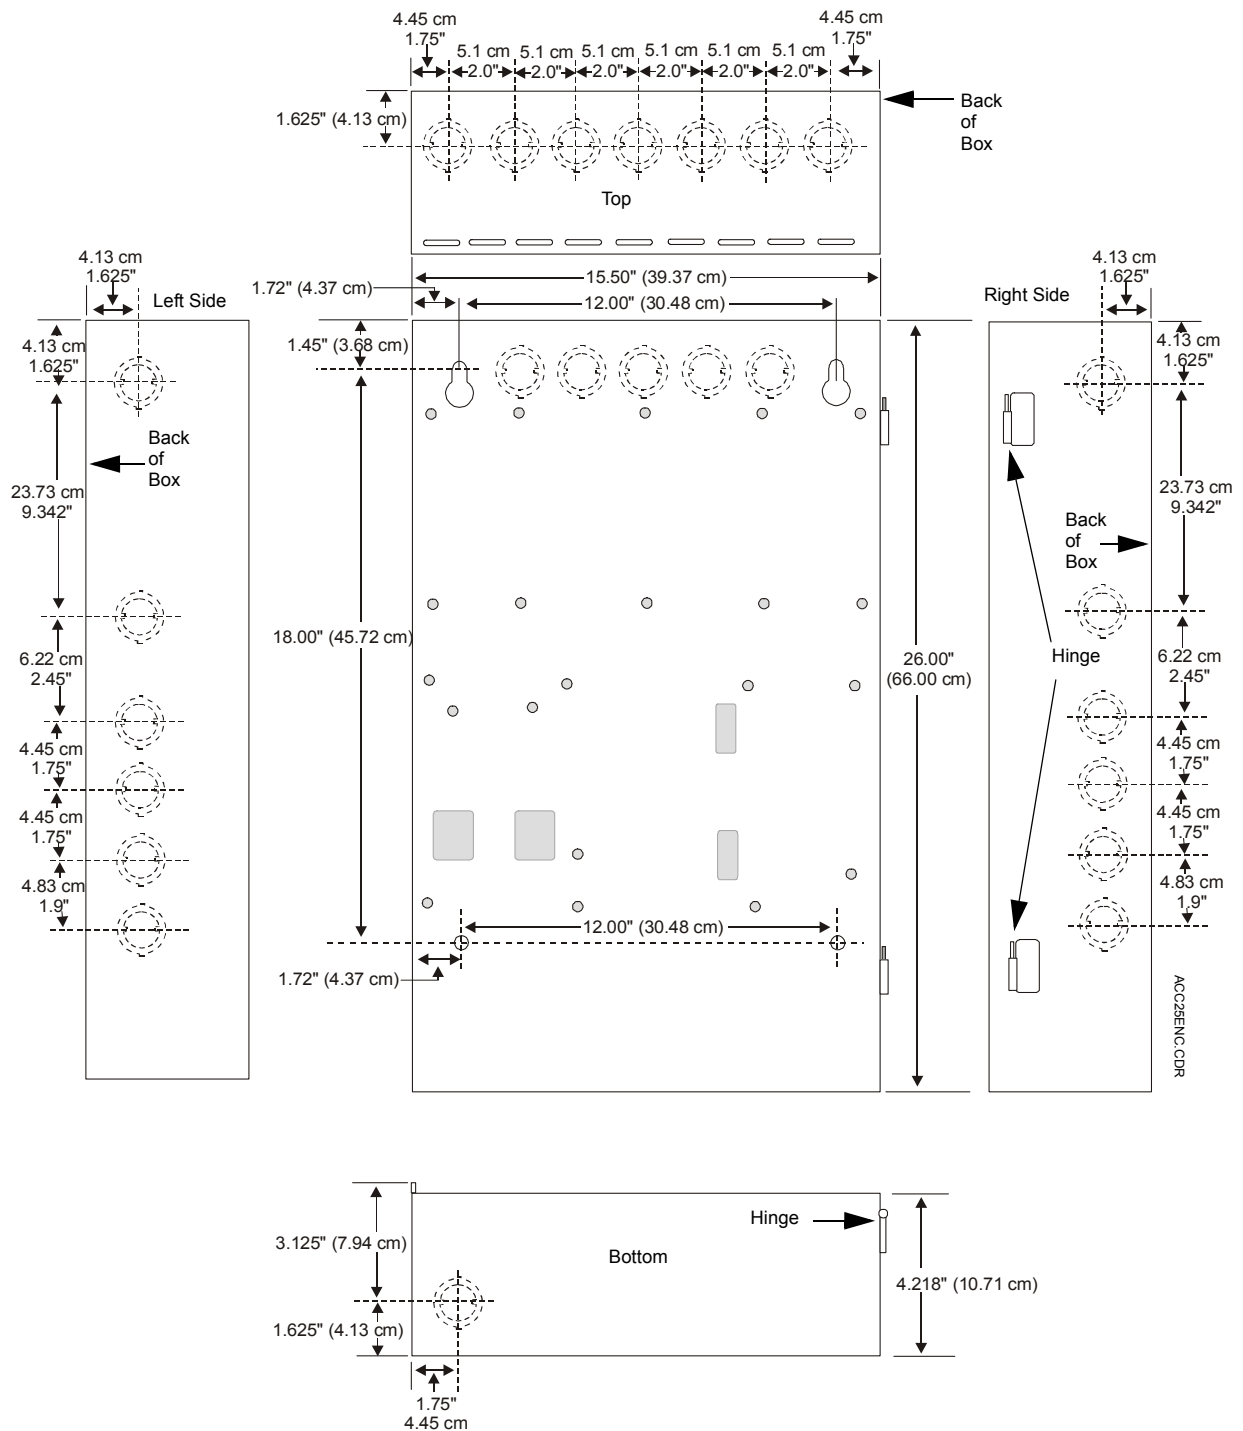 4.45 cm
1.75"
5.1 cm
2.0"
5.1 cm
2.0"
5.1 cm
2.0"
5.1 cm
2.0"
5.1 cm
2.0"
5.1 cm
2.0"
4.45 cm
1.75"
1.625" (4.13 cm)
Back
of
Box
Top
15.50" (39.37 cm)
1.72" (4.37 cm)
12.00" (30.48 cm)
4.13 cm
1.625"
Left Side
4.13 cm
1.625"
Back
of
Box
23.73 cm
9.342"
6.22 cm
2.45"
4.45 cm
1.75"
4.45 cm
1.75"
4.83 cm
1.9"
1.45" (3.68 cm)
18.00" (45.72 cm)
26.00"
(66.00 cm)
12.00" (30.48 cm)
1.72" (4.37 cm)
Right Side
4.13 cm
1.625"
4.13 cm
1.625"
23.73 cm
9.342"
Back
of
Box
Hinge
6.22 cm
2.45"
4.45 cm
1.75"
4.45 cm
1.75"
4.83 cm
1.9"
ACC25ENC.CDR
3.125" (7.94 cm)
Bottom
Hinge
4.218" (10.71 cm)
1.625" (4.13 cm)
1.75"
4.45 cm